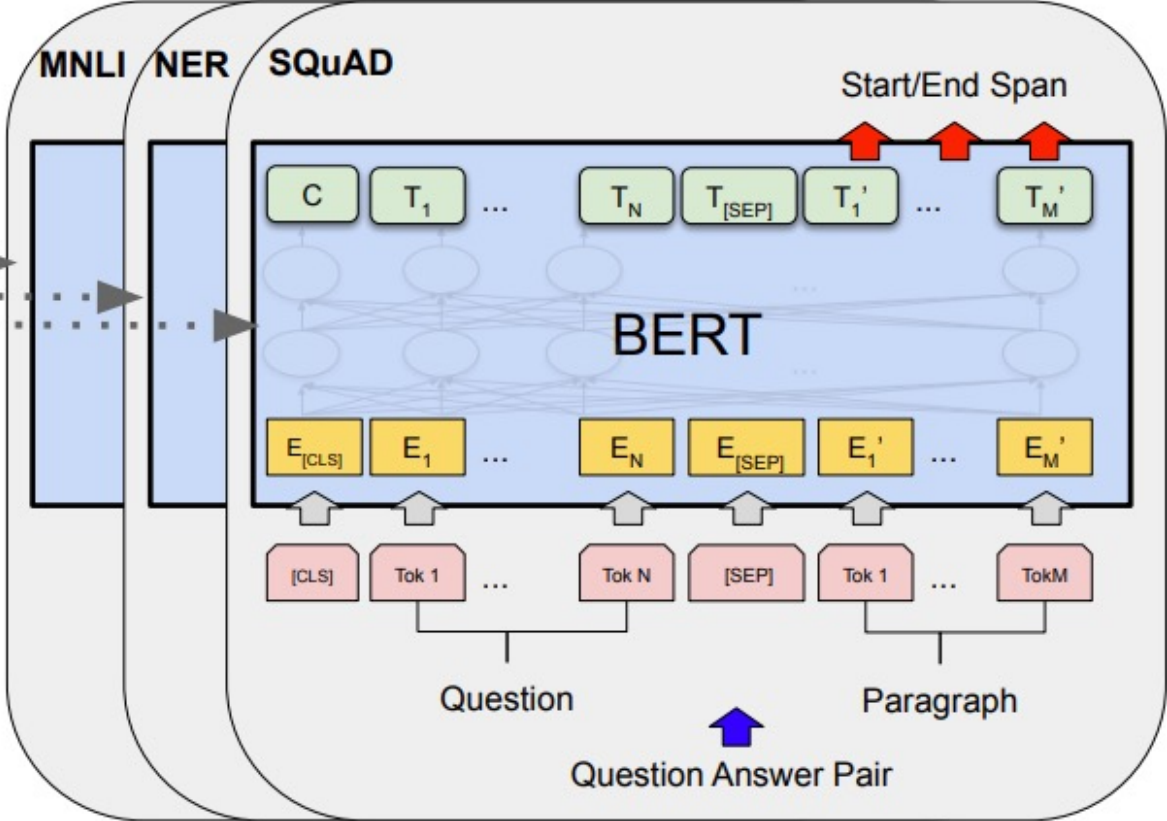 MNLI NER SQuAD
Start/End Span
C T1 ... TN T[SEP] T1' ... TM'
...
BERT
...
E[CLS] E1 ... EN E[SEP] E1' ... EM'
[CLS] Tok 1 ... Tok N [SEP] Tok 1 ... TokM
Question Paragraph
Question Answer Pair